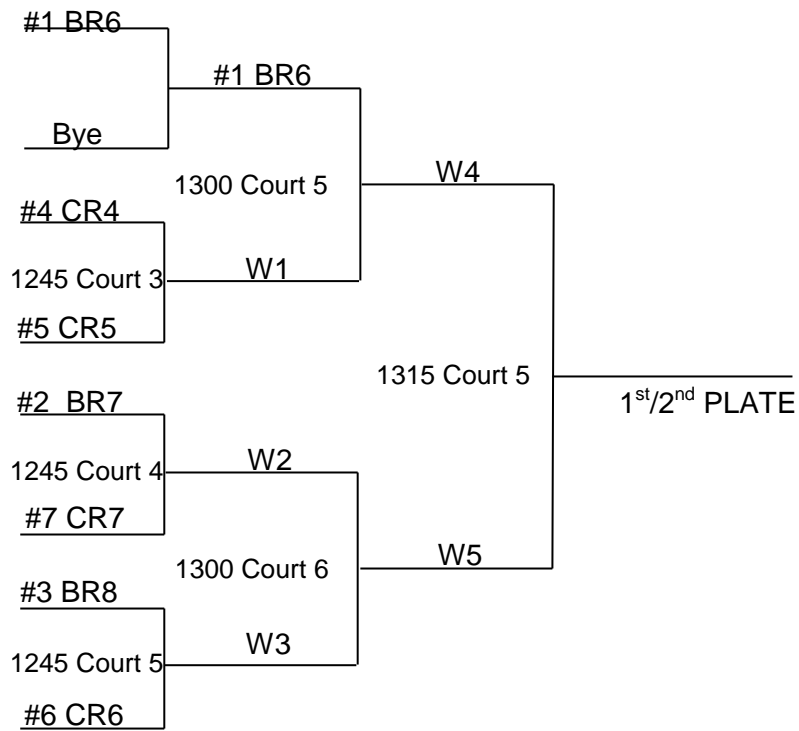 #1 BR6
#1 BR6
Bye
W4
1300 Court 5
#4 CR4
1245 Court 3
W1
#5 CR5
1315 Court 5
1st/2nd PLATE
#2 BR7
W2
1245 Court 4
#7 CR7
W5
1300 Court 6
#3 BR8
W3
1245 Court 5
#6 CR6